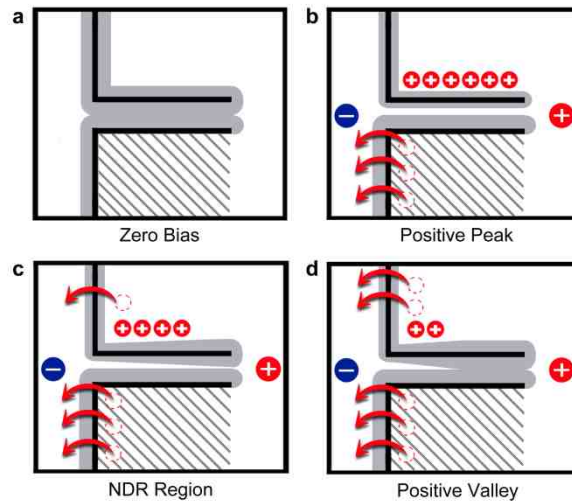 a
Zero Bias
b
+ + + + + +
− +
Positive Peak
c
+ + + +
− +
NDR Region
d
+ +
− +
Positive Valley